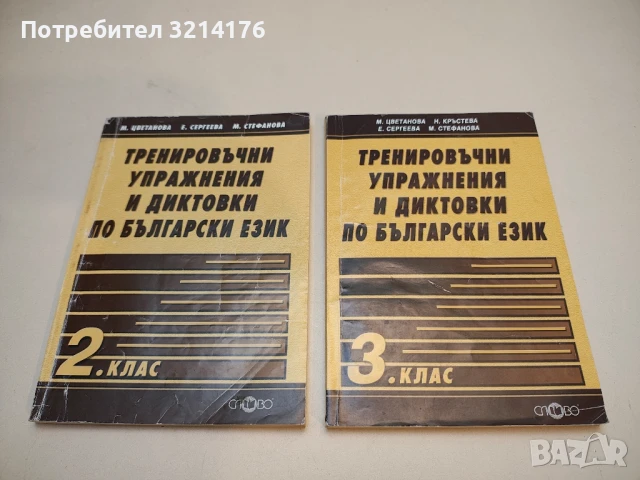 Потребител 3214176
М. ЦВЕТАНОВА Е. СЕРГЕЕВА М. СТЕФАНОВА
ТРЕНИРОВЪЧНИ
УПРАЖНЕНИЯ
И ДИКТОВКИ
ПО БЪЛГАРСКИ ЕЗИК
2. КЛАС
СЛОВО
М. ЦВЕТАНОВА Н. КРЪСТЕВА
Е. СЕРГЕЕВА М. СТЕФАНОВА
ТРЕНИРОВЪЧНИ
УПРАЖНЕНИЯ
И ДИКТОВКИ
ПО БЪЛГАРСКИ ЕЗИК
3. КЛАС
СЛОВО
BAZAR